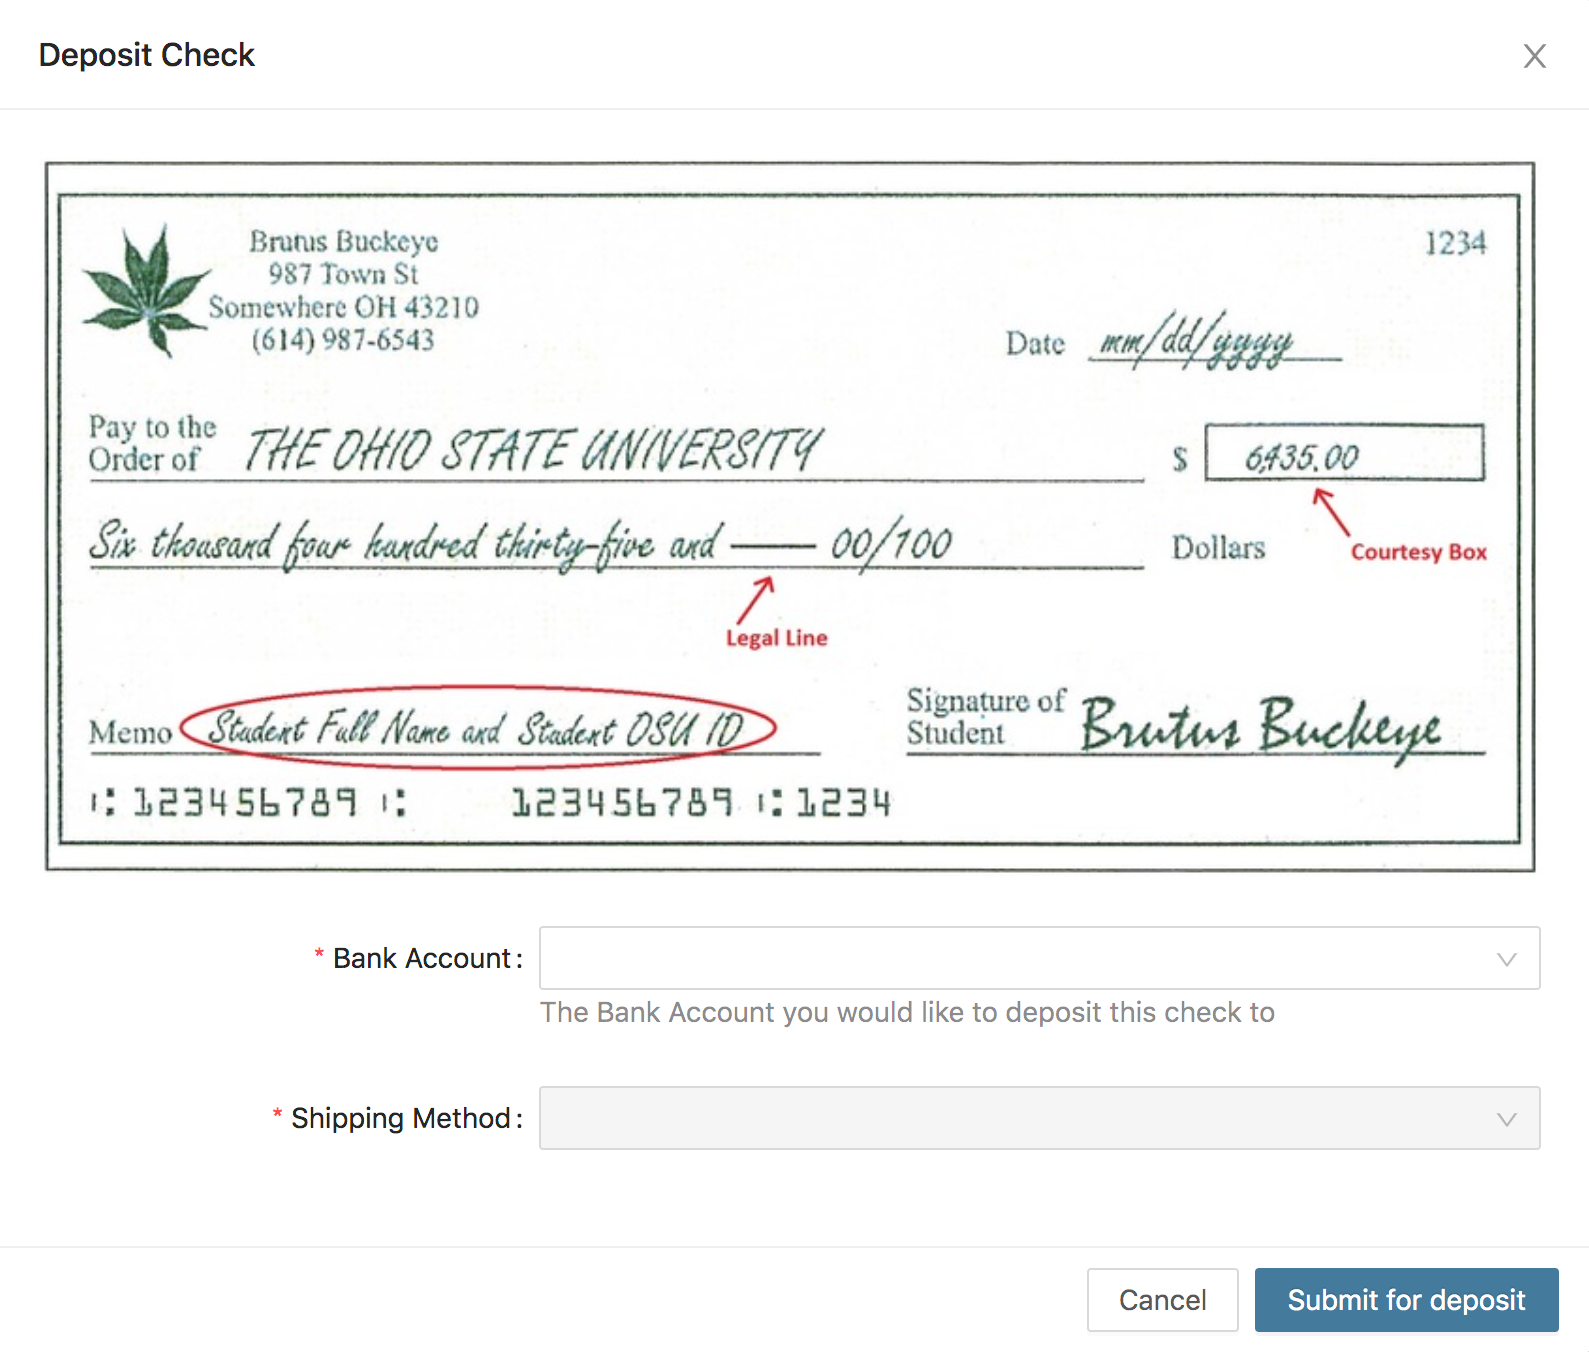 Deposit Check
Brutus Buckeye
987 Town St
Somewhere OH 43210
(614) 987-6543
1234
Date mm/dd/yyyy
Pay to the
Order of THE OHIO STATE UNIVERSITY
$ 6,435.00
Six thousand four hundred thirty-five and —— 00/100 Dollars
Courtesy Box
Legal Line
Memo Student Full Name and Student OSU ID
Signature of
Student Brutus Buckeye
⑆ 123456789 ⑆ 123456789 ⑆ 1234
* Bank Account:
The Bank Account you would like to deposit this check to
* Shipping Method:
Cancel
Submit for deposit